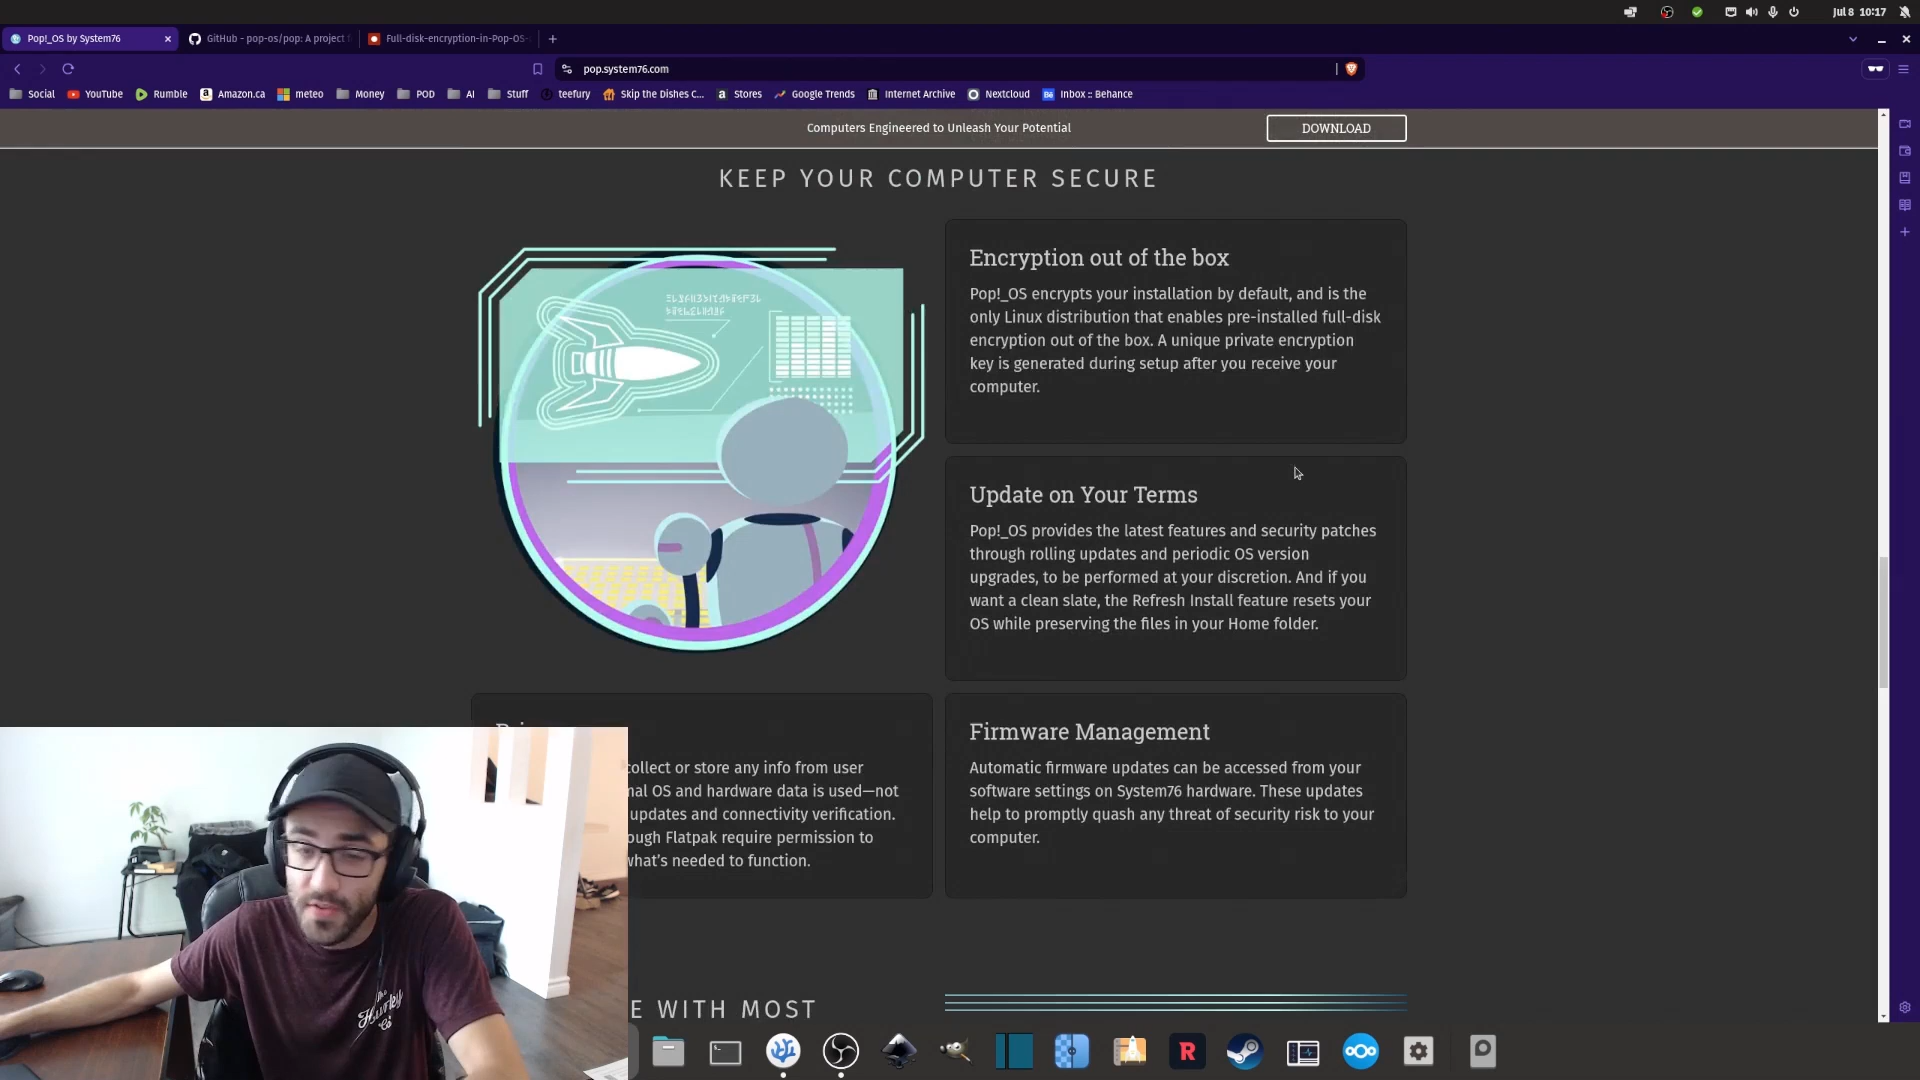 Jul 8 10:17
Pop!_OS by System76
GitHub - pop-os/pop: A project
Full-disk-encryption-in-Pop-OS-
pop.system76.com
Social
YouTube
Rumble
Amazon.ca
meteo
Money
POD
AI
Stuff
teefury
Skip the Dishes C...
Stores
Google Trends
Internet Archive
Nextcloud
Inbox :: Behance
Computers Engineered to Unleash Your Potential
DOWNLOAD
KEEP YOUR COMPUTER SECURE
Encryption out of the box
Pop!_OS encrypts your installation by default, and is the
only Linux distribution that enables pre-installed full-disk
encryption out of the box. A unique private encryption
key is generated during setup after you receive your
computer.
Update on Your Terms
Pop!_OS provides the latest features and security patches
through rolling updates and periodic OS version
upgrades, to be performed at your discretion. And if you
want a clean slate, the Refresh Install feature resets your
OS while preserving the files in your Home folder.
collect or store any info from user
nal OS and hardware data is used—not
updates and connectivity verification.
ough Flatpak require permission to
what's needed to function.
Firmware Management
Automatic firmware updates can be accessed from your
software settings on System76 hardware. These updates
help to promptly quash any threat of security risk to your
computer.
E WITH MOST
The
Hurley
Co